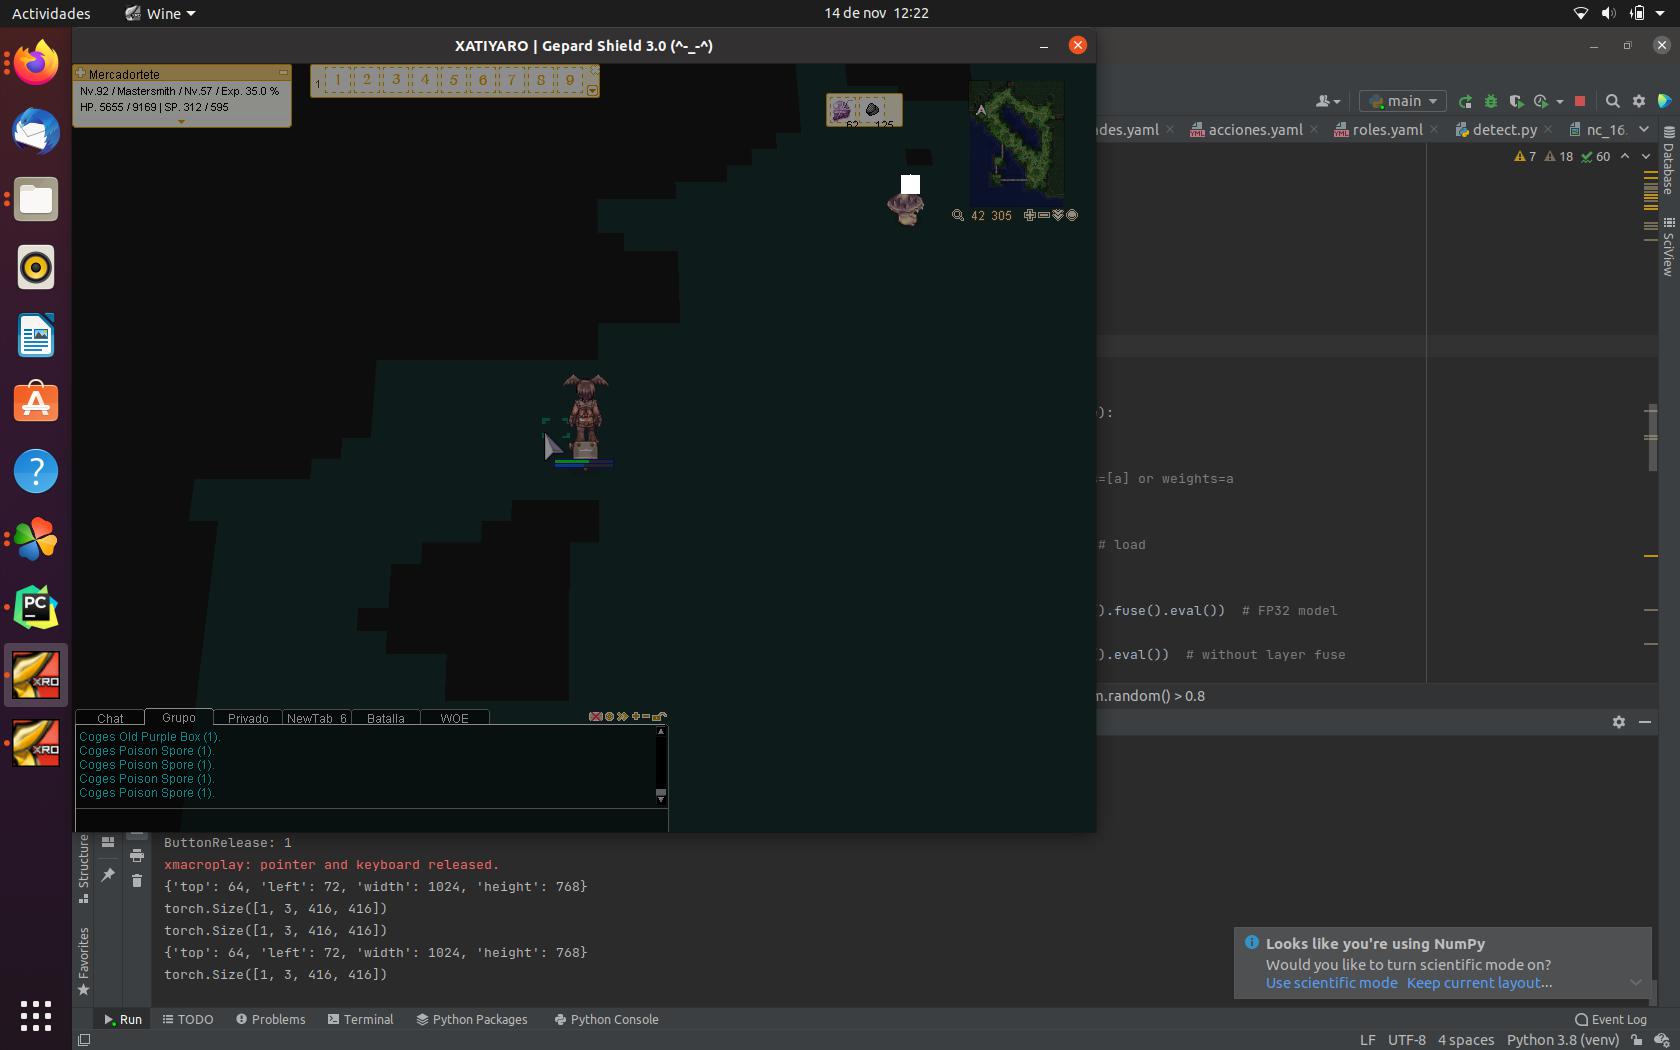 Actividades
Wine
14 de nov 12:22
XATIYARO | Gepard Shield 3.0 (^-_-^)
Mercadortete
Nv.92 / Mastersmith / Nv.57 / Exp. 35.0 %
HP. 5655 / 9169 | SP. 312 / 595
1 1 2 3 4 5 6 7 8 9
62 125
42 305
main
des.yaml
acciones.yaml
roles.yaml
detect.py
nc_16.
7 18 60
Database
SciView
):
=[a] or weights=a
# load
).fuse().eval()) # FP32 model
).eval()) # without layer fuse
m.random() > 0.8
Chat Grupo Privado NewTab 6 Batalla WOE
Coges Old Purple Box (1).
Coges Poison Spore (1).
Coges Poison Spore (1).
Coges Poison Spore (1).
Coges Poison Spore (1).
PC
XRO
XRO
Structure
Favorites
ButtonRelease: 1
xmacroplay: pointer and keyboard released.
{'top': 64, 'left': 72, 'width': 1024, 'height': 768}
torch.Size([1, 3, 416, 416])
torch.Size([1, 3, 416, 416])
{'top': 64, 'left': 72, 'width': 1024, 'height': 768}
torch.Size([1, 3, 416, 416])
Looks like you're using NumPy
Would you like to turn scientific mode on?
Use scientific mode Keep current layout...
Run TODO Problems Terminal Python Packages Python Console
Event Log
LF UTF-8 4 spaces Python 3.8 (venv)